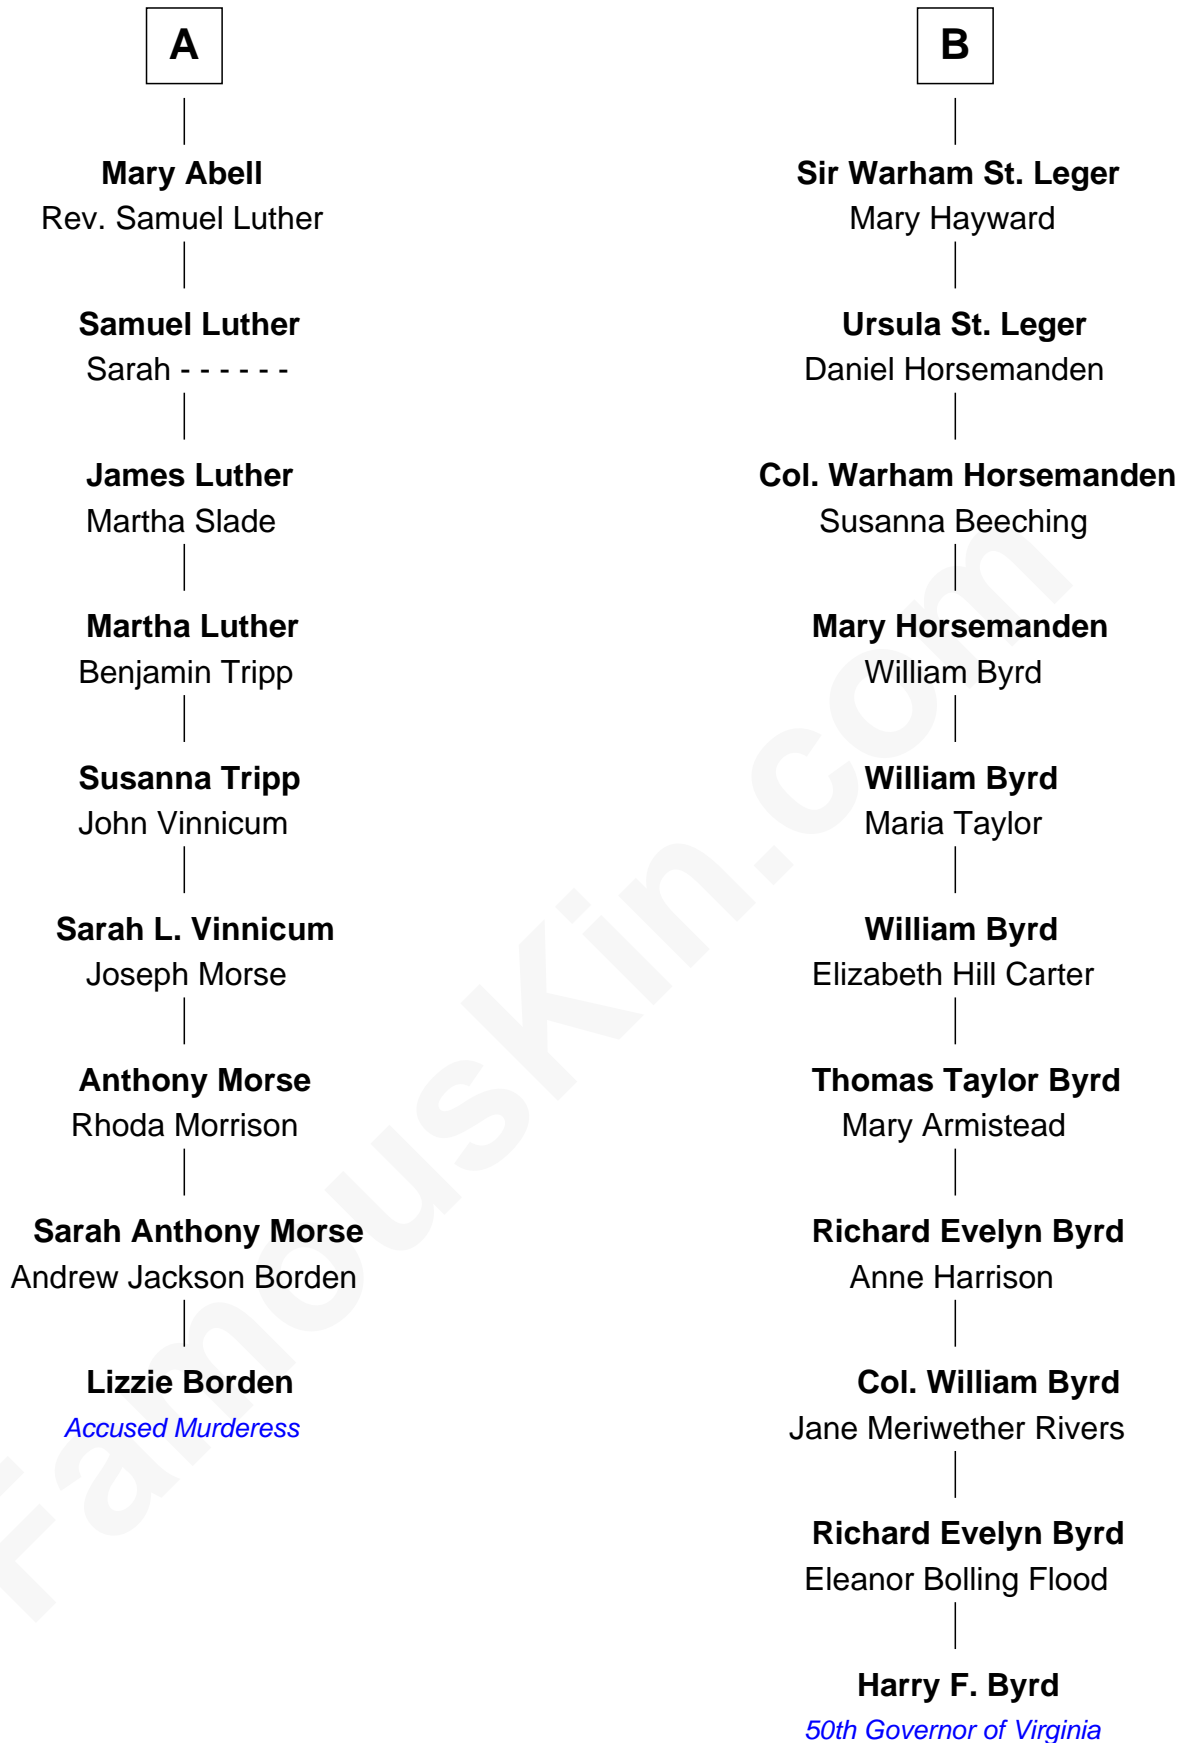 A
Mary Abell
Rev. Samuel Luther
Samuel Luther
Sarah - - - - - -
James Luther
Martha Slade
Martha Luther
Benjamin Tripp
Susanna Tripp
John Vinnicum
Sarah L. Vinnicum
Joseph Morse
Anthony Morse
Rhoda Morrison
Sarah Anthony Morse
Andrew Jackson Borden
Lizzie Borden
Accused Murderess
B
Sir Warham St. Leger
Mary Hayward
Ursula St. Leger
Daniel Horsemanden
Col. Warham Horsemanden
Susanna Beeching
Mary Horsemanden
William Byrd
William Byrd
Maria Taylor
William Byrd
Elizabeth Hill Carter
Thomas Taylor Byrd
Mary Armistead
Richard Evelyn Byrd
Anne Harrison
Col. William Byrd
Jane Meriwether Rivers
Richard Evelyn Byrd
Eleanor Bolling Flood
Harry F. Byrd
50th Governor of Virginia
FamousKin.com